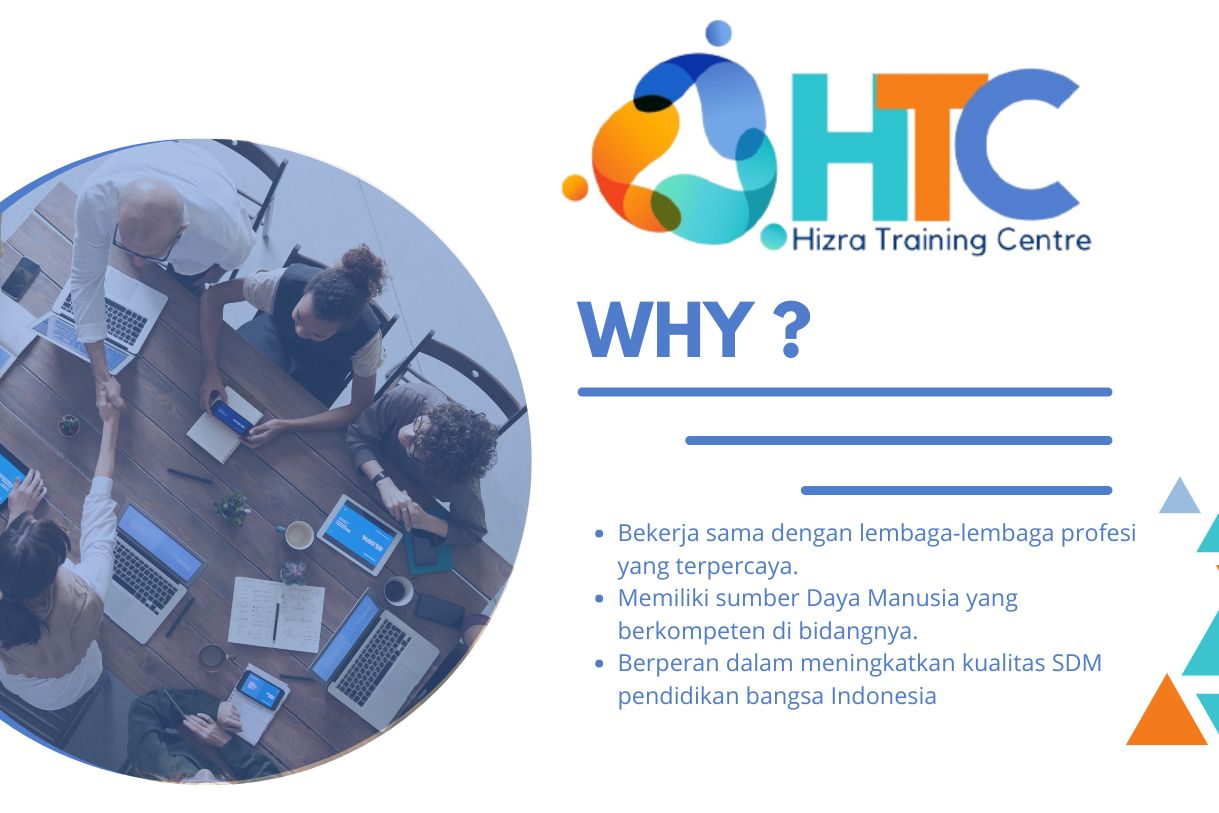 HTC
Hizra Training Centre
WHY ?
• Bekerja sama dengan lembaga-lembaga profesi
yang terpercaya.
• Memiliki sumber Daya Manusia yang
berkompeten di bidangnya.
• Berperan dalam meningkatkan kualitas SDM
pendidikan bangsa Indonesia